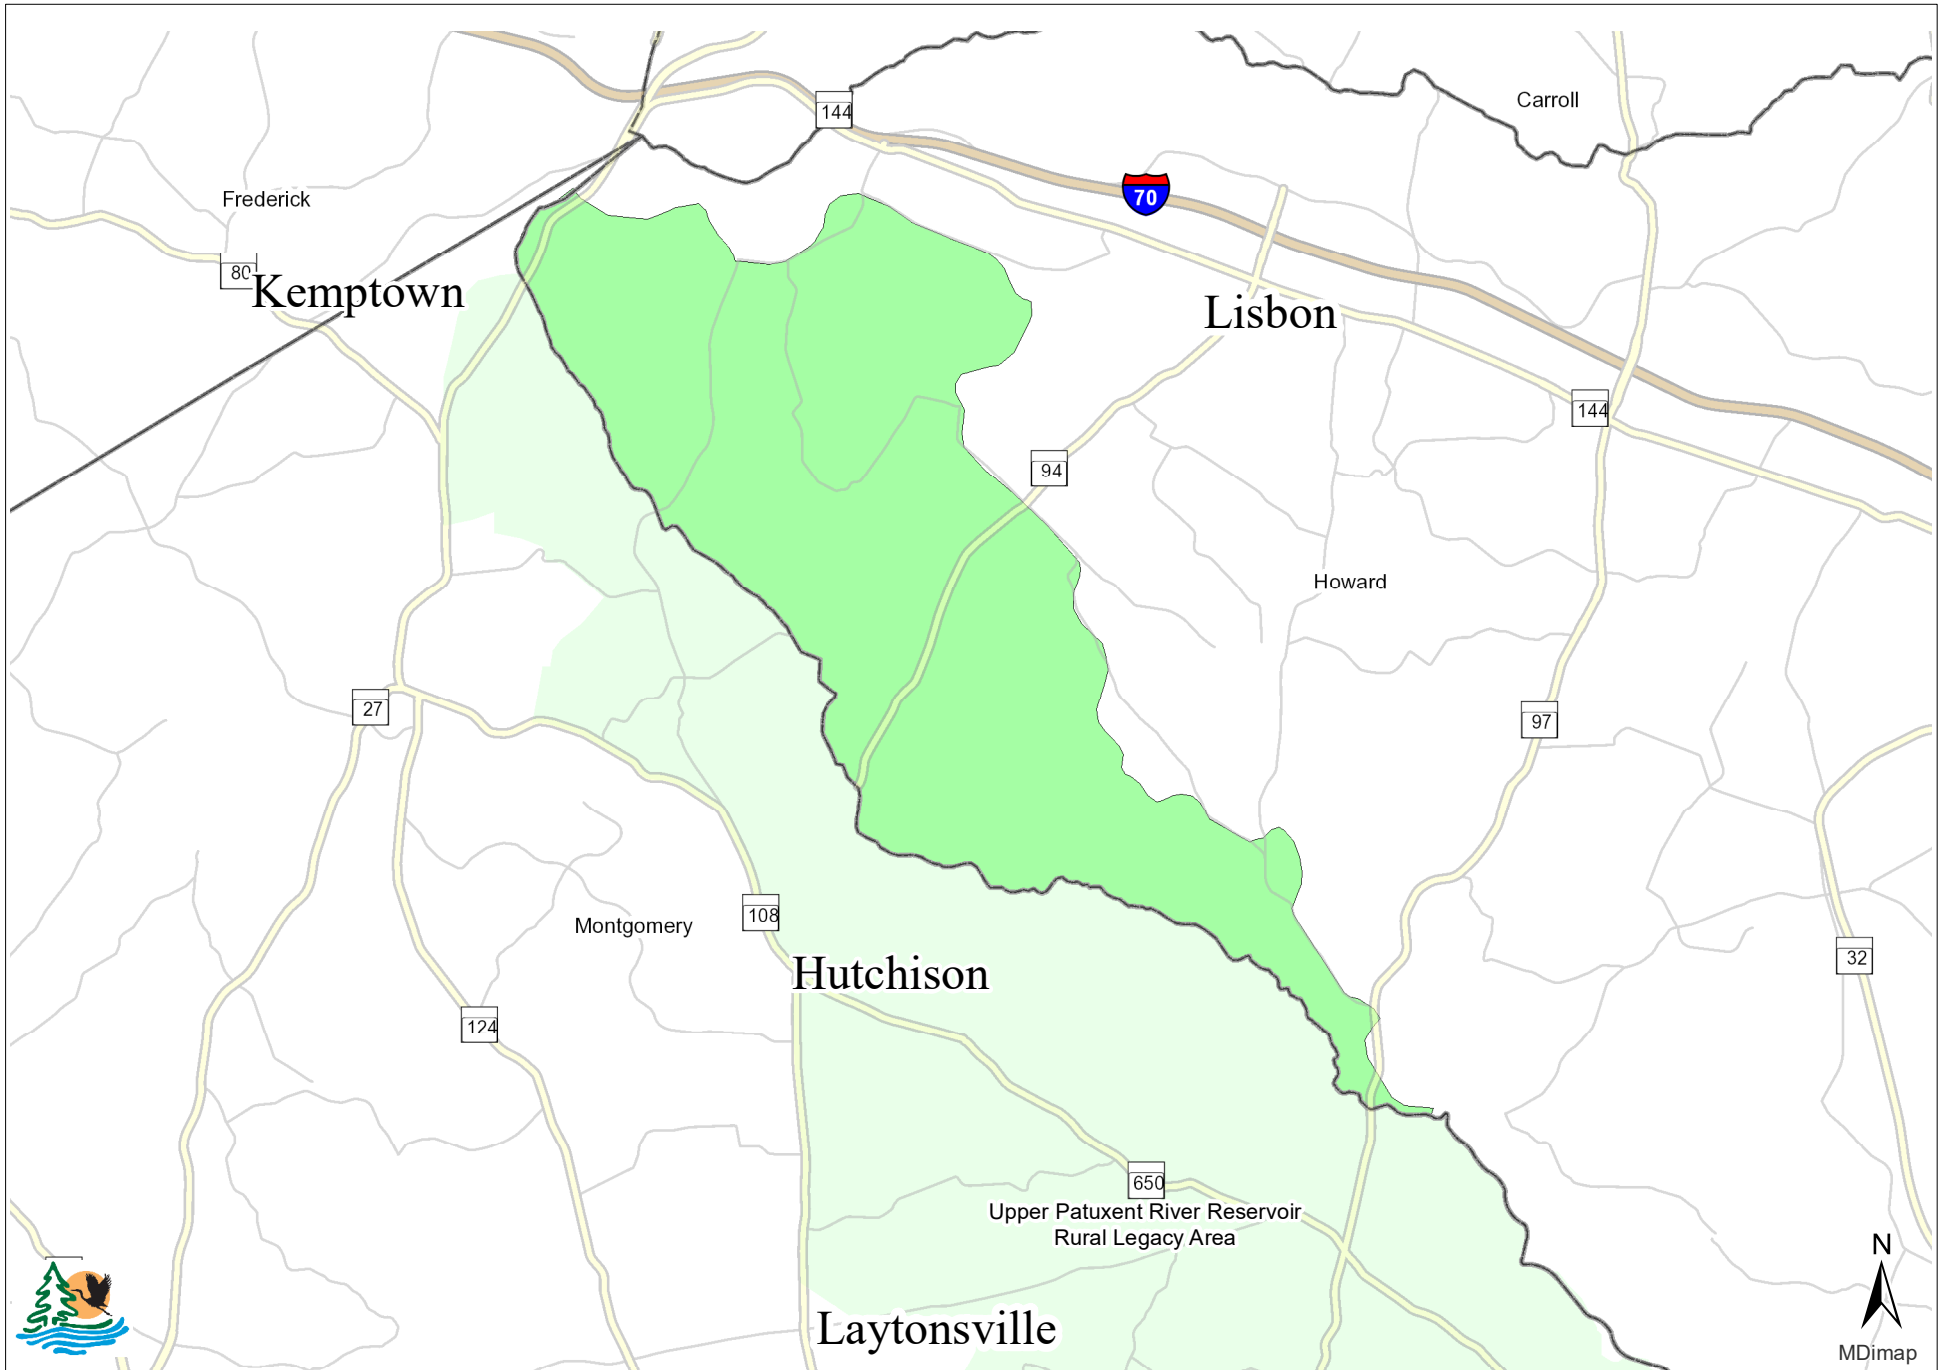 144
Carroll
70
Frederick
80
Kemptown
Lisbon
144
94
Howard
27
97
108
Montgomery
32
Hutchison
124
650
Upper Patuxent River Reservoir
Rural Legacy Area
N
Laytonsville
MDimap